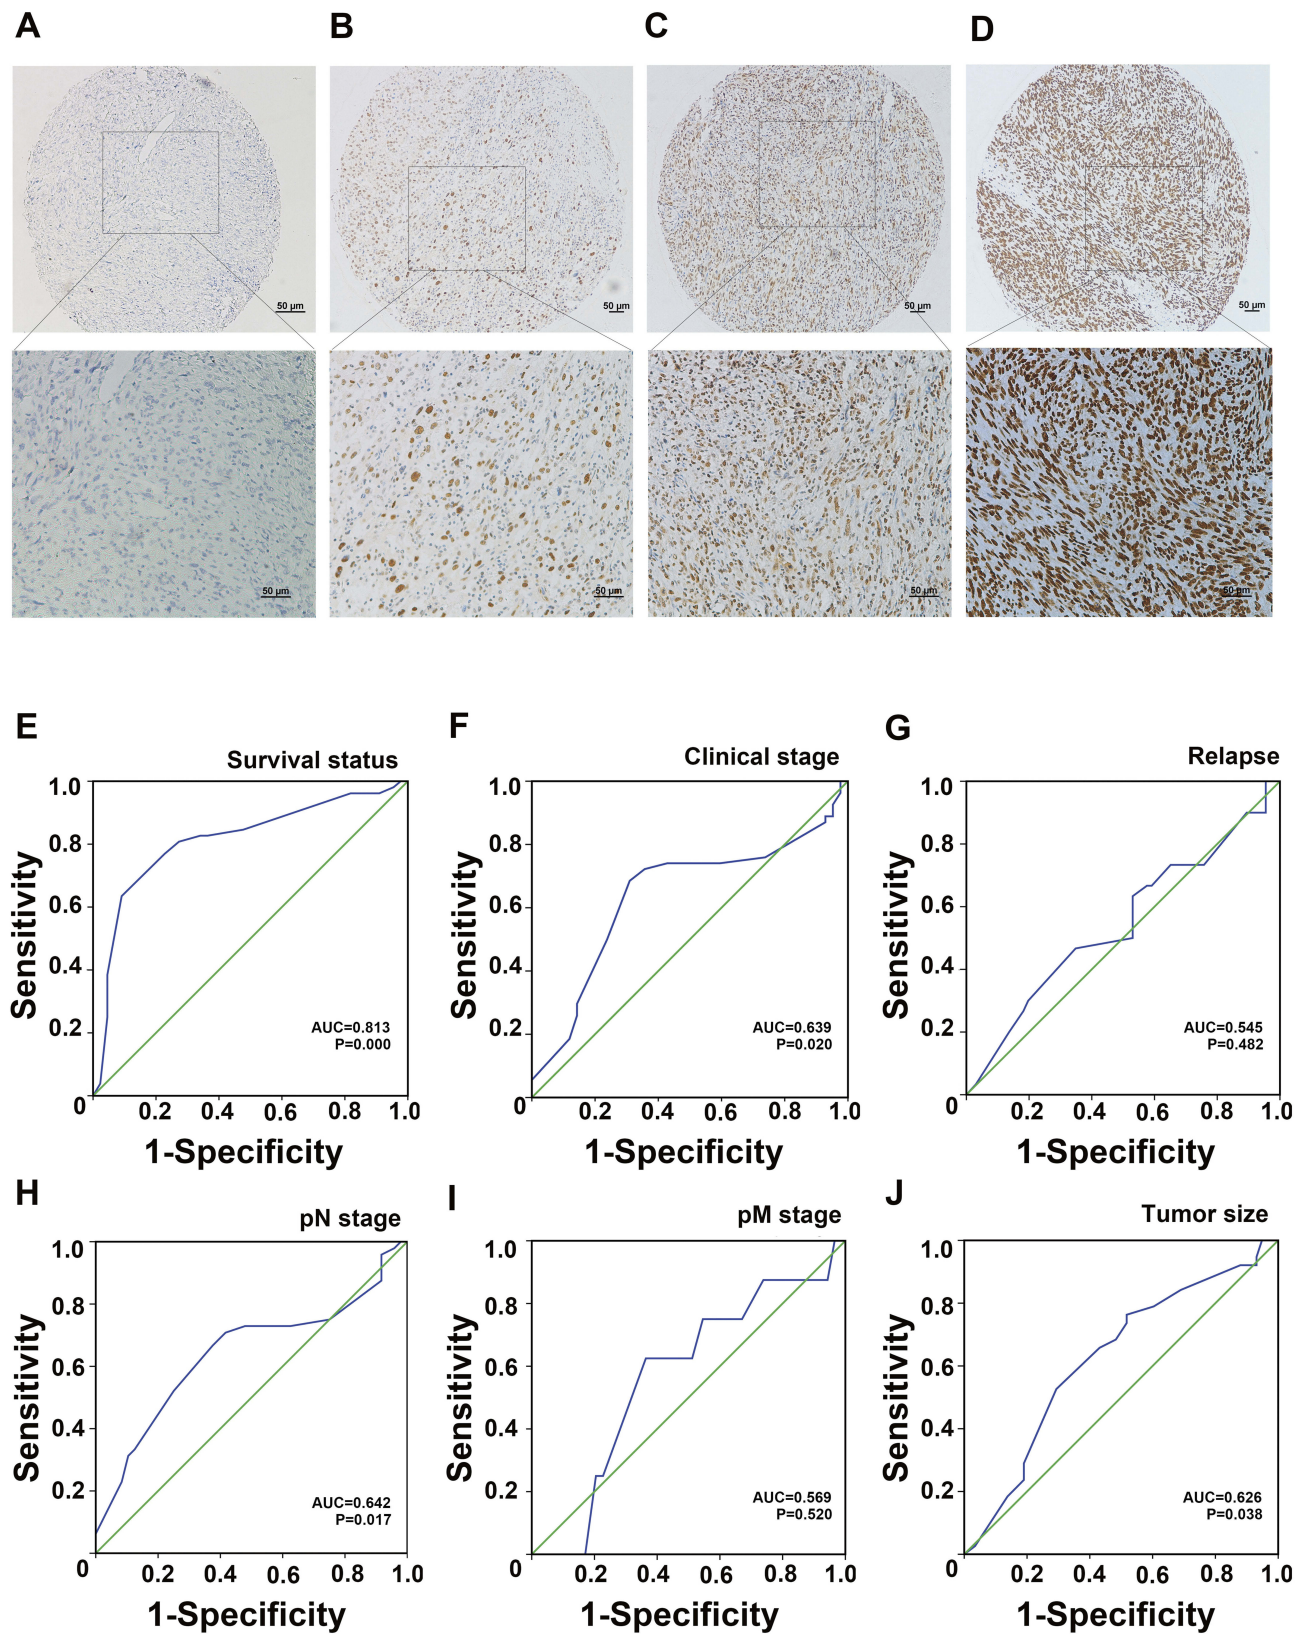 A
B
C
D
50 µm
50 µm
50 µm
50 µm
50 µm
50 µm
50 µm
50 µm
E
Survival status
1.0
0.8
0.6
0.4
0.2
0
0.2
0.4
0.6
0.8
1.0
Sensitivity
1-Specificity
AUC=0.813
P=0.000
F
Clinical stage
1.0
0.8
0.6
0.4
0.2
0
0.2
0.4
0.6
0.8
1.0
Sensitivity
1-Specificity
AUC=0.639
P=0.020
G
Relapse
1.0
0.8
0.6
0.4
0.2
0
0.2
0.4
0.6
0.8
1.0
Sensitivity
1-Specificity
AUC=0.545
P=0.482
H
pN stage
1.0
0.8
0.6
0.4
0.2
0
0.2
0.4
0.6
0.8
1.0
Sensitivity
1-Specificity
AUC=0.642
P=0.017
I
pM stage
1.0
0.8
0.6
0.4
0.2
0
0.2
0.4
0.6
0.8
1.0
Sensitivity
1-Specificity
AUC=0.569
P=0.520
J
Tumor size
1.0
0.8
0.6
0.4
0.2
0
0.2
0.4
0.6
0.8
1.0
Sensitivity
1-Specificity
AUC=0.626
P=0.038